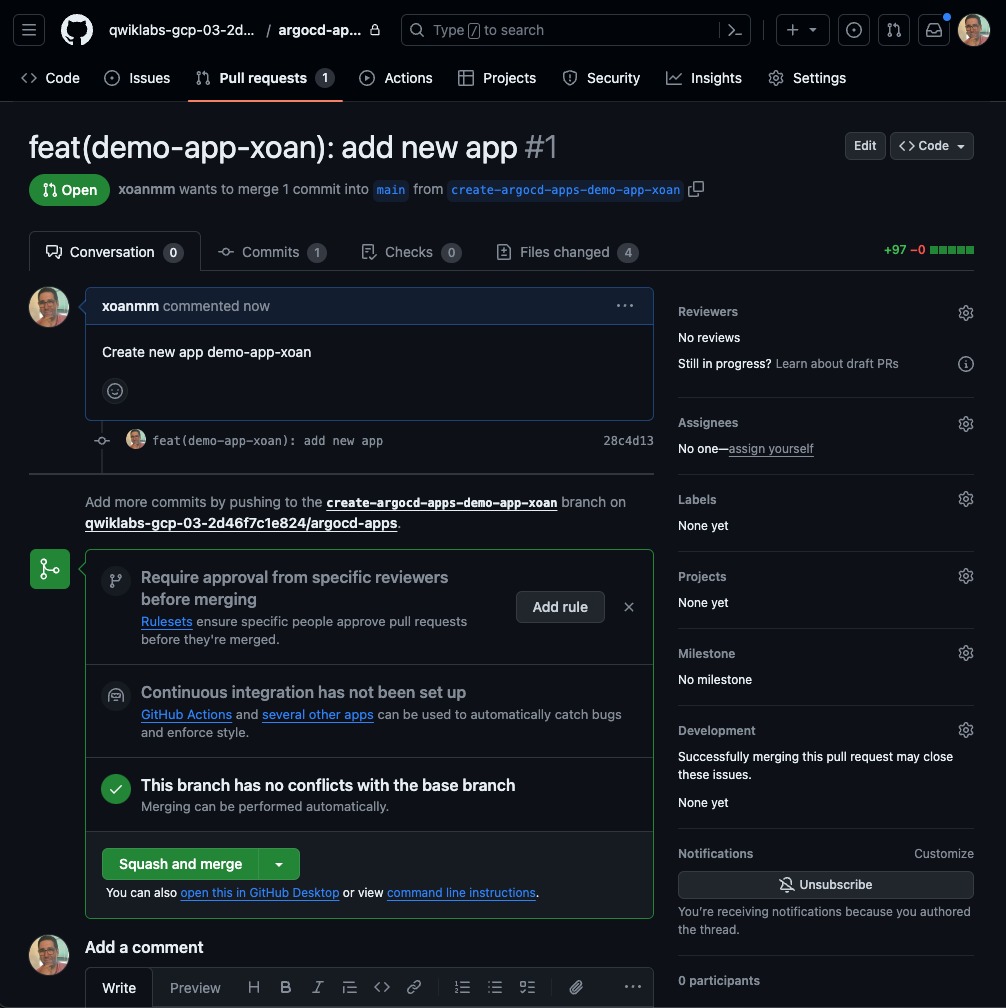 qwiklabs-gcp-03-2d... / argocd-ap...
Type / to search
Code
Issues
Pull requests 1
Actions
Projects
Security
Insights
Settings
feat(demo-app-xoan): add new app #1
Edit
<> Code
Open
xoanmm wants to merge 1 commit into main from create-argocd-apps-demo-app-xoan
Conversation 0
Commits 1
Checks 0
Files changed 4
+97 −0
xoanmm commented now
Create new app demo-app-xoan
feat(demo-app-xoan): add new app
28c4d13
Add more commits by pushing to the create-argocd-apps-demo-app-xoan branch on
qwiklabs-gcp-03-2d46f7c1e824/argocd-apps.
Require approval from specific reviewers
before merging
Rulesets ensure specific people approve pull requests
before they're merged.
Add rule
Continuous integration has not been set up
GitHub Actions and several other apps can be used to automatically catch bugs
and enforce style.
This branch has no conflicts with the base branch
Merging can be performed automatically.
Squash and merge
You can also open this in GitHub Desktop or view command line instructions.
Add a comment
Write
Preview
Reviewers
No reviews
Still in progress? Learn about draft PRs
Assignees
No one—assign yourself
Labels
None yet
Projects
None yet
Milestone
No milestone
Development
Successfully merging this pull request may close
these issues.
None yet
Notifications
Customize
Unsubscribe
You're receiving notifications because you authored
the thread.
0 participants